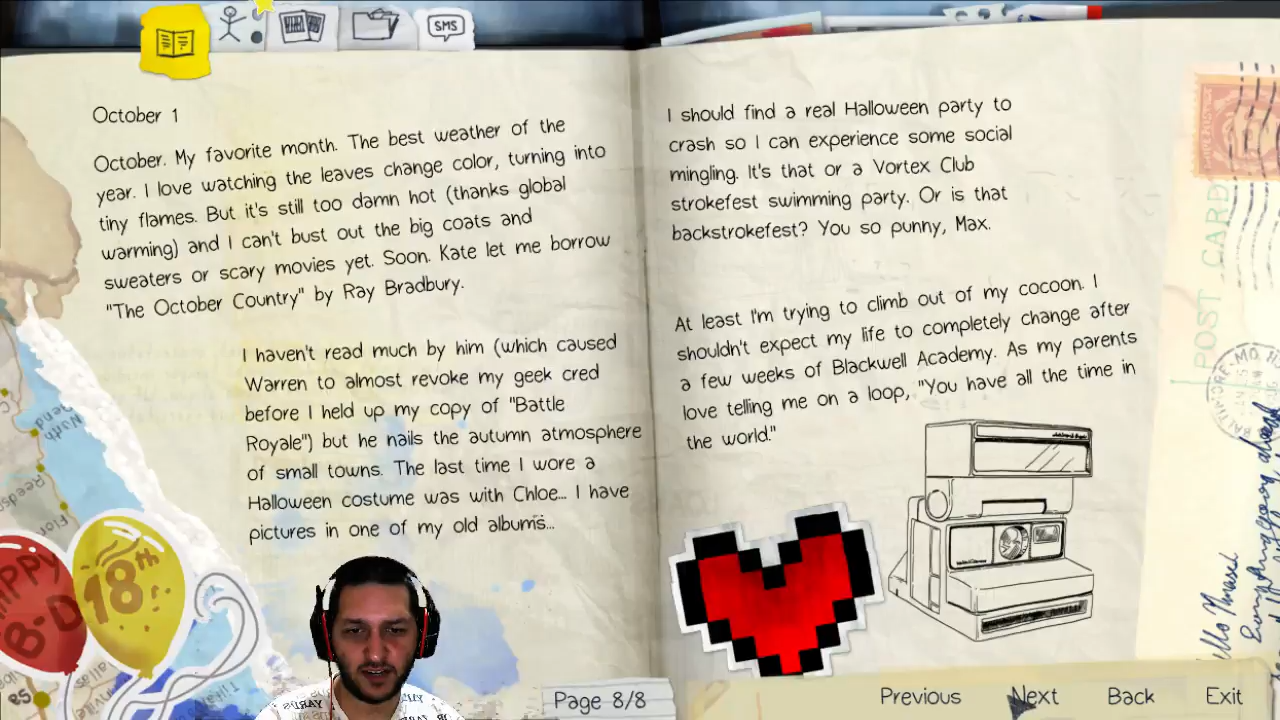 SMS
October 1
October. My favorite month. The best weather of the
year. I love watching the leaves change color, turning into
tiny flames. But it's still too damn hot (thanks global
warming) and I can't bust out the big coats and
sweaters or scary movies yet. Soon. Kate let me borrow
"The October Country" by Ray Bradbury.
I haven't read much by him (which caused
Warren to almost revoke my geek cred
before I held up my copy of "Battle
Royale") but he nails the autumn atmosphere
of small towns. The last time I wore a
Halloween costume was with Chloe... I have
pictures in one of my old albums...
I should find a real Halloween party to
crash so I can experience some social
mingling. It's that or a Vortex Club
strokefest swimming party. Or is that
backstrokefest? You so punny, Max.
At least I'm trying to climb out of my cocoon. I
shouldn't expect my life to completely change after
a few weeks of Blackwell Academy. As my parents
love telling me on a loop, "You have all the time in
the world."
POST CARD
North
Bend
18th
Page 8/8
Previous
Next
Back
Exit